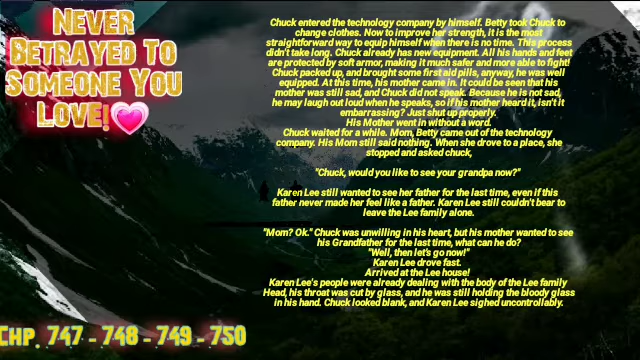 NEVER
BETRAYED TO
SOMEONE YOU
LOVE!
Chuck entered the technology company by himself. Betty took Chuck to
change clothes. Now to improve her strength, it is the most
straightforward way to equip himself when there is no time. This process
didn't take long. Chuck already has new equipment. All his hands and feet
are protected by soft armor, making it much safer and more able to fight!
Chuck packed up, and brought some first aid pills, anyway, he was well
equipped. At this time, his mother came in. It could be seen that his
mother was still sad, and Chuck did not speak. Because he is not sad,
he may laugh out loud when he speaks, so if his mother heard it, isn't it
embarrassing? Just shut up properly.
His Mother went in without a word.
Chuck waited for a while. Mom, Betty came out of the technology
company. His Mom still said nothing. When she drove to a place, she
stopped and asked chuck,
"Chuck, would you like to see your grandpa now?"
Karen Lee still wanted to see her father for the last time, even if this
father never made her feel like a father. Karen Lee still couldn't bear to
leave the Lee family alone.
"Mom? Ok." Chuck was unwilling in his heart, but his mother wanted to see
his Grandfather for the last time, what can he do?
"Well, then let's go now!"
Karen Lee drove fast.
Arrived at the Lee house!
Karen Lee's people were already dealing with the body of the Lee family
Head, his throat was cut by glass, and he was still holding the bloody glass
in his hand. Chuck looked blank, and Karen Lee sighed uncontrollably.
CHP. 747 - 748 - 749 - 750